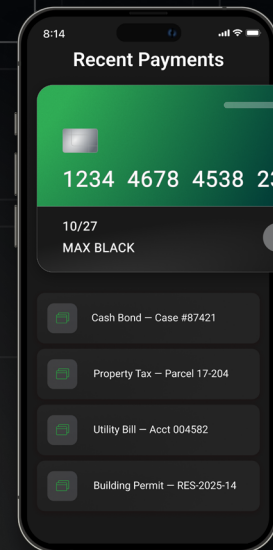 8:14
Recent Payments
1234 4678 4538 23
10/27
MAX BLACK
Cash Bond — Case #87421
Property Tax — Parcel 17-204
Utility Bill — Acct 004582
Building Permit — RES-2025-14